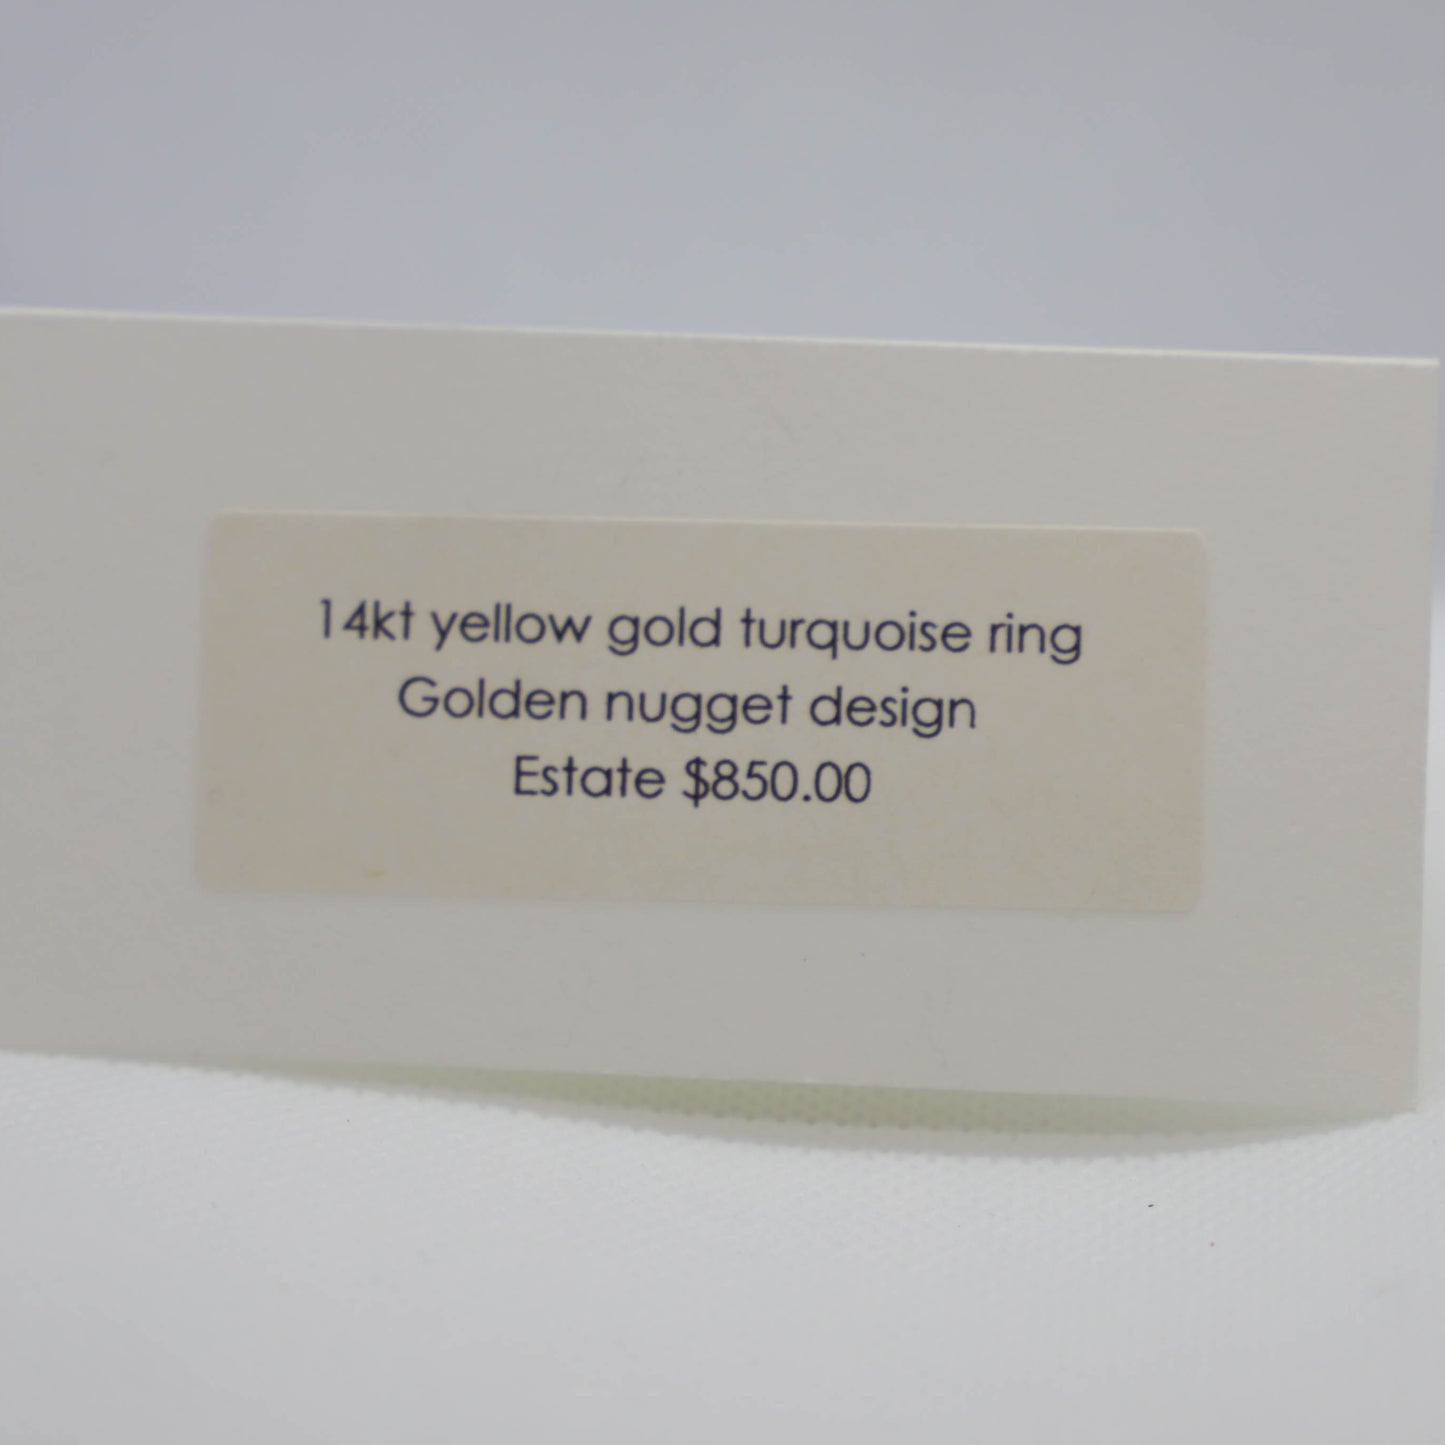 14kt yellow gold turquoise ring
Golden nugget design
Estate $850.00